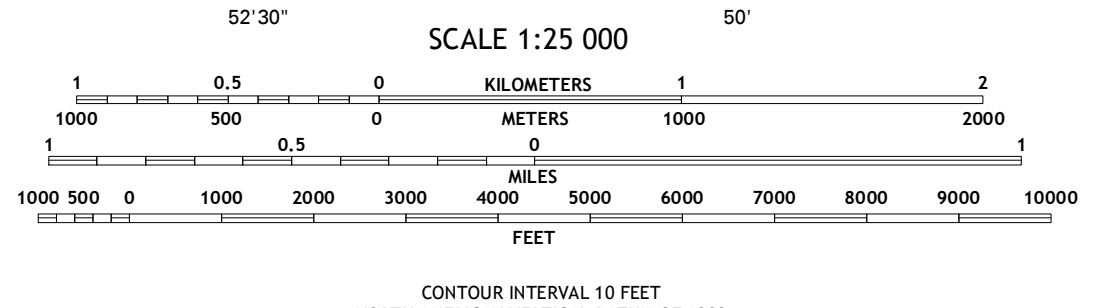 52'30" 50'
SCALE 1:25 000
1 0.5 0 KILOMETERS 1 2
1000 500 0 METERS 1000 2000
1 0.5 0 1
MILES
1000 500 0 1000 2000 3000 4000 5000 6000 7000 8000 9000 10000
FEET
CONTOUR INTERVAL 10 FEET